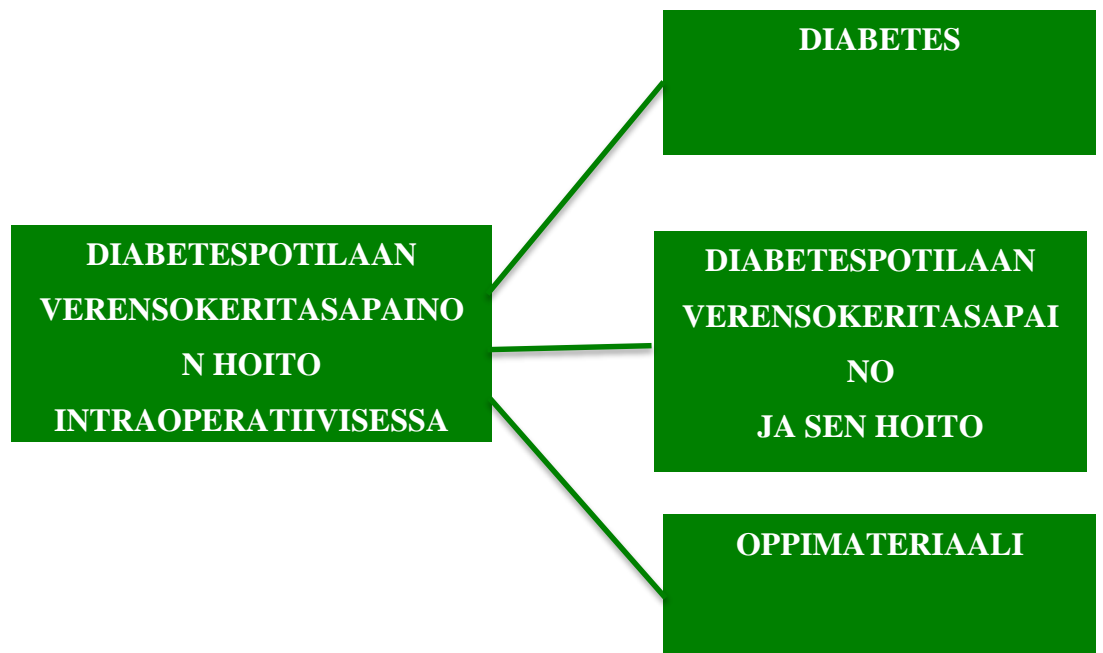 DIABETESPOTILAAN
VERENSOKERITASAPAINO
N HOITO
INTRAOPERATIIVISESSA
DIABETES
DIABETESPOTILAAN
VERENSOKERITASAPAI
NO
JA SEN HOITO
OPPIMATERIAALI